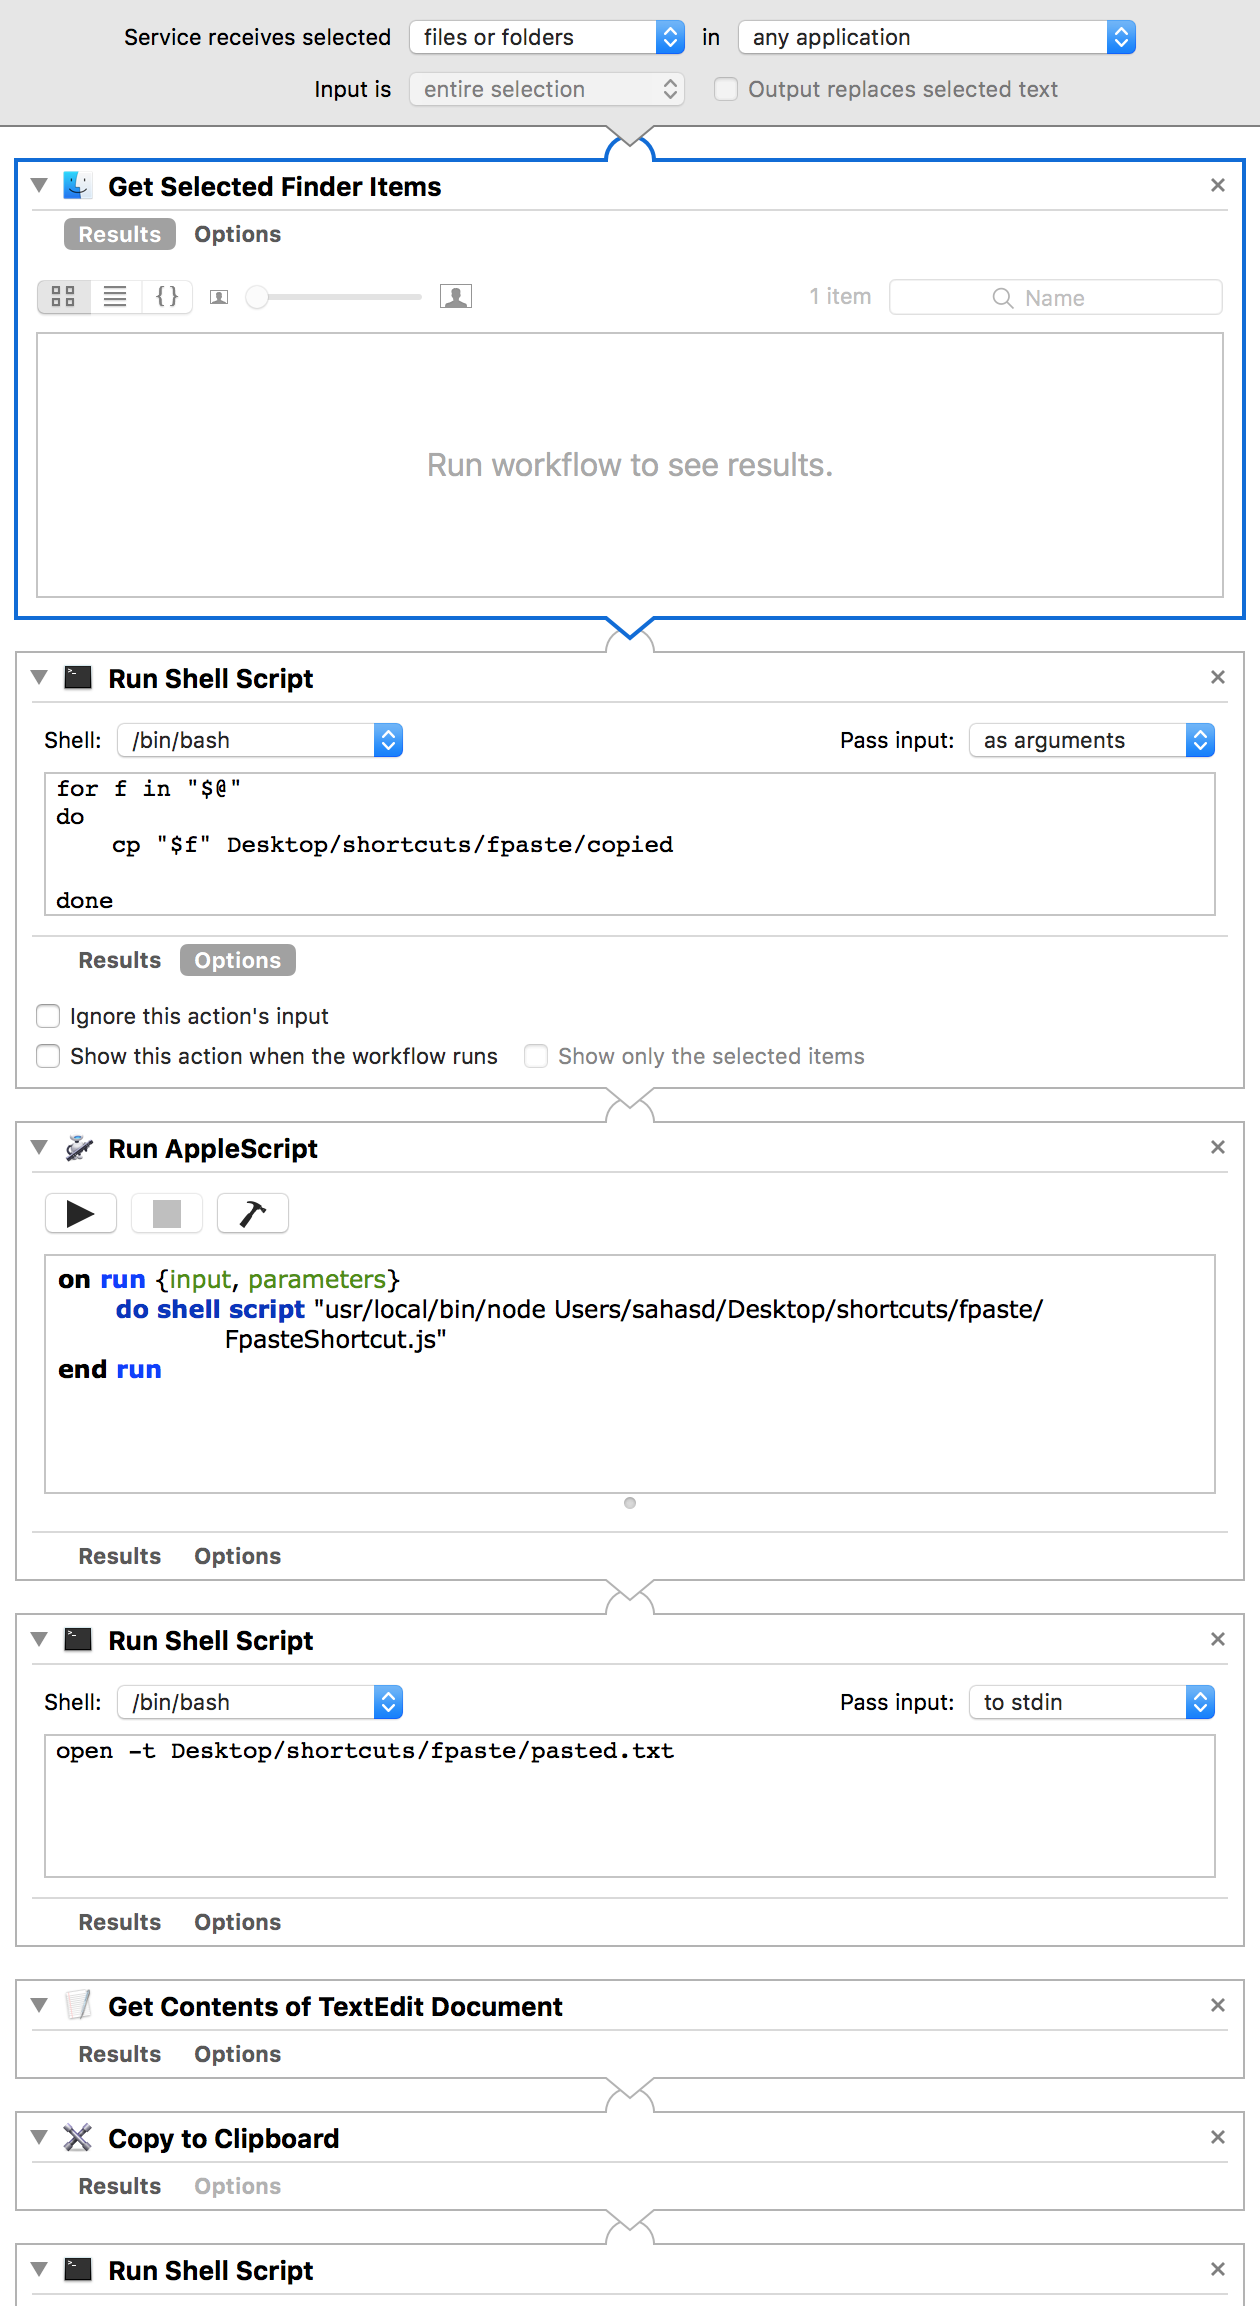 Service receives selected files or folders in any application
Input is entire selection Output replaces selected text
Get Selected Finder Items
Results Options
1 item Name
Run workflow to see results.
Run Shell Script
Shell: /bin/bash Pass input: as arguments
for f in "$@"
do
cp "$f" Desktop/shortcuts/fpaste/copied
done
Results Options
Ignore this action's input
Show this action when the workflow runs Show only the selected items
Run AppleScript
on run {input, parameters}
do shell script "usr/local/bin/node Users/sahasd/Desktop/shortcuts/fpaste/
FpasteShortcut.js"
end run
Results Options
Run Shell Script
Shell: /bin/bash Pass input: to stdin
open -t Desktop/shortcuts/fpaste/pasted.txt
Results Options
Get Contents of TextEdit Document
Results Options
Copy to Clipboard
Results Options
Run Shell Script